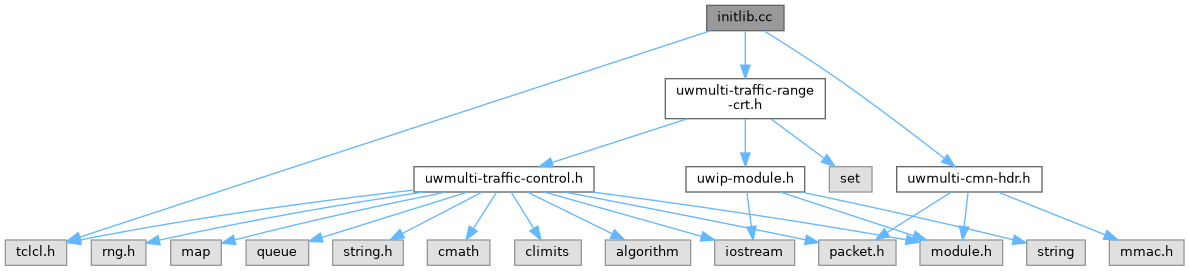 initlib.cc
uwmulti-traffic-range
-crt.h
uwmulti-traffic-control.h
uwip-module.h
set
uwmulti-cmn-hdr.h
tclcl.h
rng.h
map
queue
string.h
cmath
climits
algorithm
iostream
packet.h
module.h
string
mmac.h